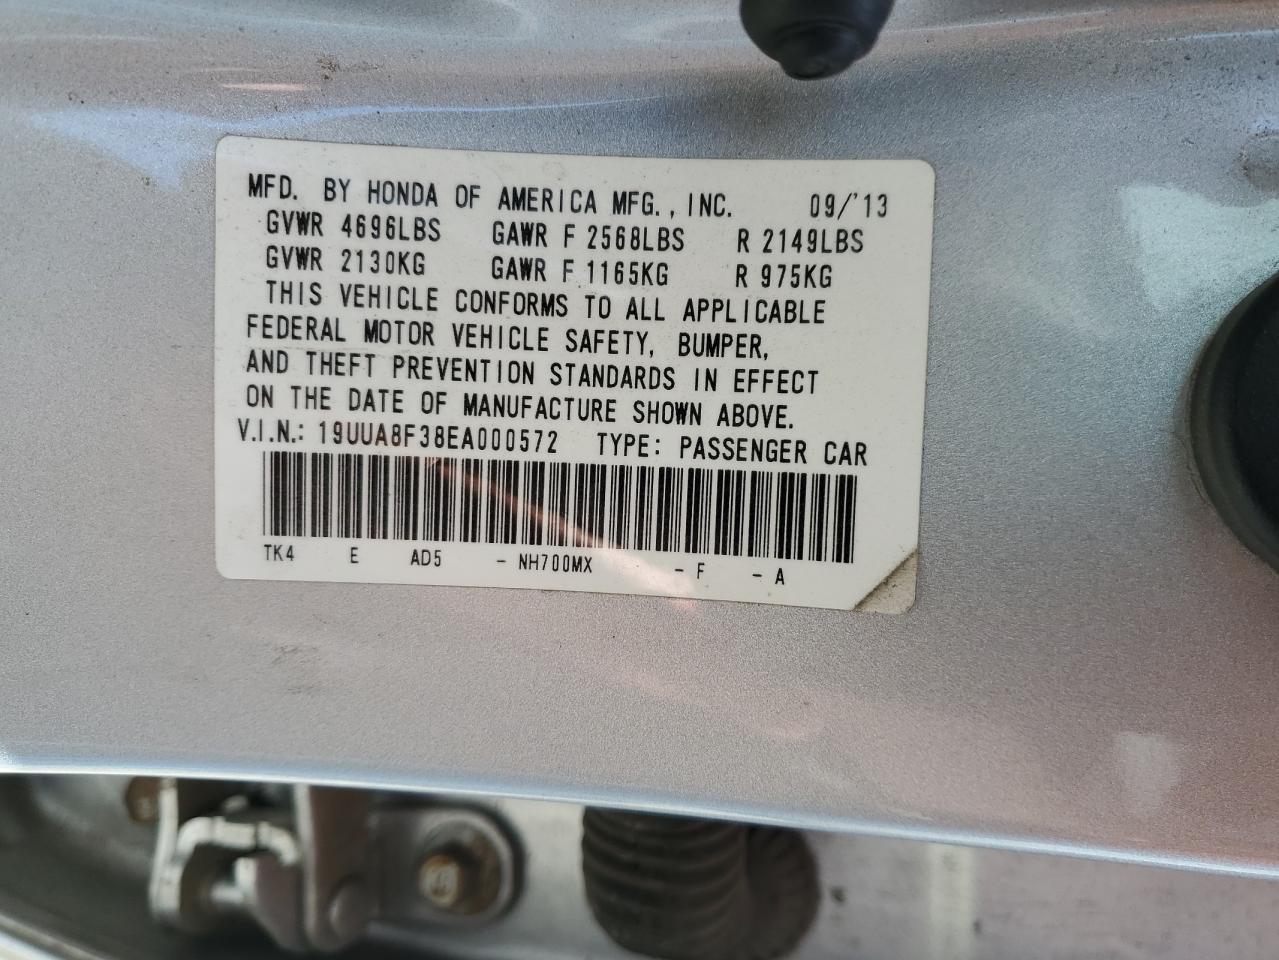 MFD. BY HONDA OF AMERICA MFG., INC. 09/'13
GVWR 4696LBS GAWR F 2568LBS R 2149LBS
GVWR 2130KG GAWR F 1165KG R 975KG
THIS VEHICLE CONFORMS TO ALL APPLICABLE
FEDERAL MOTOR VEHICLE SAFETY, BUMPER,
AND THEFT PREVENTION STANDARDS IN EFFECT
ON THE DATE OF MANUFACTURE SHOWN ABOVE.
V.I.N.: 19UUA8F38EA000572 TYPE: PASSENGER CAR
TK4 E AD5 - NH700MX - F - A